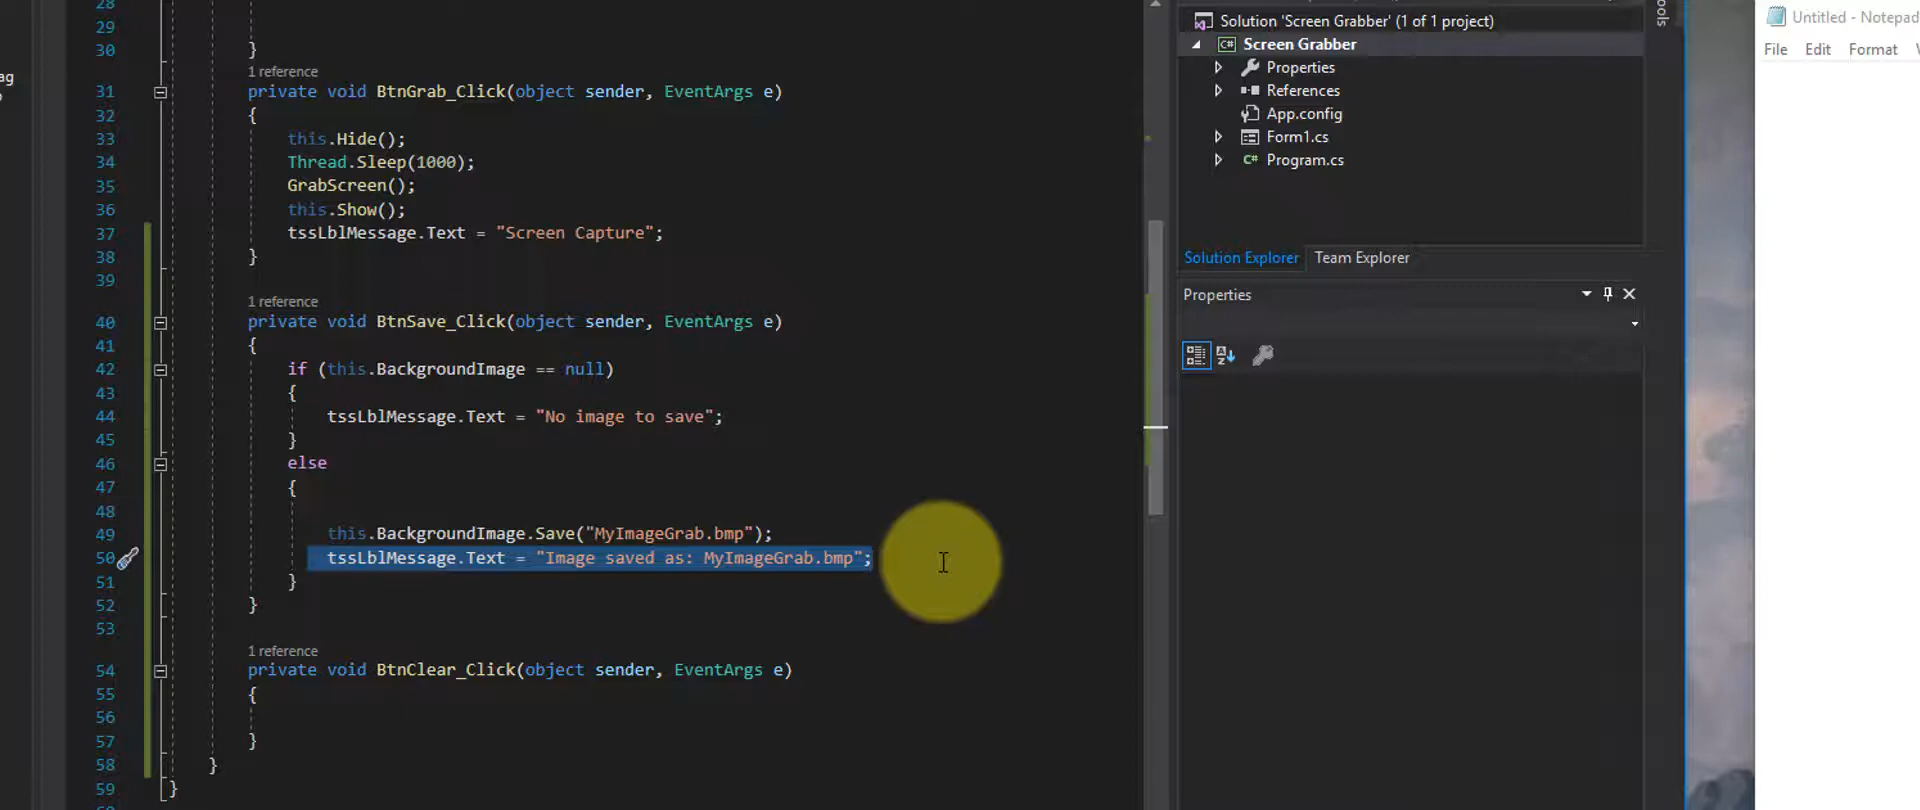 28
29
30 }
1 reference
31 private void BtnGrab_Click(object sender, EventArgs e)
32 {
33 this.Hide();
34 Thread.Sleep(1000);
35 GrabScreen();
36 this.Show();
37 tssLblMessage.Text = "Screen Capture";
38 }
39
1 reference
40 private void BtnSave_Click(object sender, EventArgs e)
41 {
42 if (this.BackgroundImage == null)
43 {
44 tssLblMessage.Text = "No image to save";
45 }
46 else
47 {
48
49 this.BackgroundImage.Save("MyImageGrab.bmp");
50 tssLblMessage.Text = "Image saved as: MyImageGrab.bmp";
51 }
52 }
53
1 reference
54 private void BtnClear_Click(object sender, EventArgs e)
55 {
56
57 }
58 }
59 }
ag
Solution 'Screen Grabber' (1 of 1 project)
C# Screen Grabber
Properties
References
App.config
Form1.cs
C# Program.cs
Solution Explorer Team Explorer
Properties
ools
Untitled - Notepad
File Edit Format